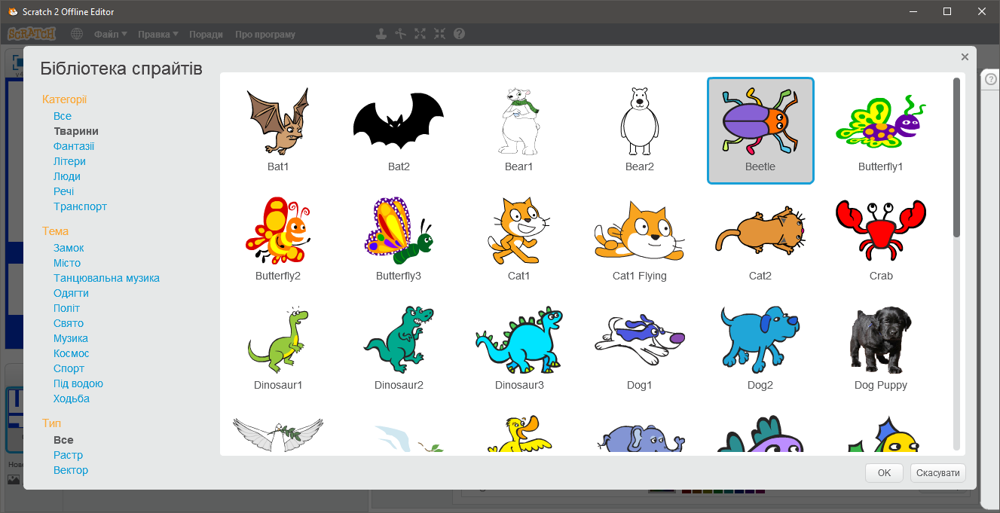 Scratch 2 Offline Editor
SCRATCH Файл Правка Поради Про програму
Бібліотека спрайтів
Категорії
Все
Тварини
Фантазії
Літери
Люди
Речі
Транспорт
Тема
Замок
Місто
Танцювальна музика
Одягти
Політ
Свято
Музика
Космос
Спорт
Під водою
Ходьба
Тип
Все
Растр
Вектор
Bat1 Bat2 Bear1 Bear2 Beetle Butterfly1
Butterfly2 Butterfly3 Cat1 Cat1 Flying Cat2 Crab
Dinosaur1 Dinosaur2 Dinosaur3 Dog1 Dog2 Dog Puppy
OK Скасувати